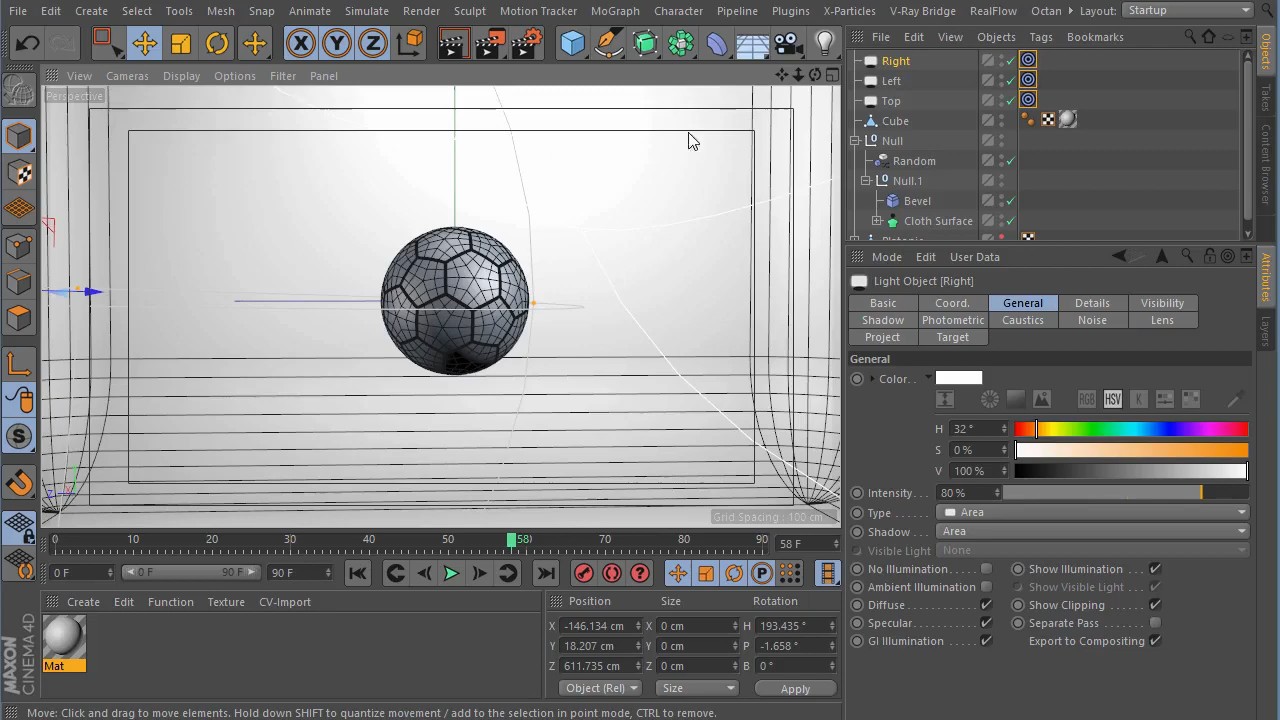 File Edit Create Select Tools Mesh Snap Animate Simulate Render Sculpt Motion Tracker MoGraph Character Pipeline Plugins X-Particles V-Ray Bridge RealFlow Octan Layout: Startup
X Y Z
File Edit View Objects Tags Bookmarks
View Cameras Display Options Filter Panel
Perspective
Right
Left
Top
Cube
Null
Random
Null.1
Bevel
Cloth Surface
Objects
Takes
Content Browser
Mode Edit User Data
Light Object [Right]
Basic Coord. General Details Visibility
Shadow Photometric Caustics Noise Lens
Project Target
General
Color
RGB HSV K
H 32 °
S 0 %
V 100 %
Intensity 80 %
Type Area
Shadow Area
Visible Light None
No Illumination Show Illumination
Ambient Illumination Show Visible Light
Diffuse Show Clipping
Specular Separate Pass
GI Illumination Export to Compositing
Attributes
Layers
Grid Spacing : 100 cm
0 10 20 30 40 50 58 70 80 90 58 F
0 F 0 F 90 F 90 F
Create Edit Function Texture CV-Import
Mat
Position Size Rotation
X -146.134 cm X 0 cm H 193.435 °
Y 18.207 cm Y 0 cm P -1.658 °
Z 611.735 cm Z 0 cm B 0 °
Object (Rel) Size Apply
MAXON CINEMA 4D
Move: Click and drag to move elements. Hold down SHIFT to quantize movement / add to the selection in point mode, CTRL to remove.